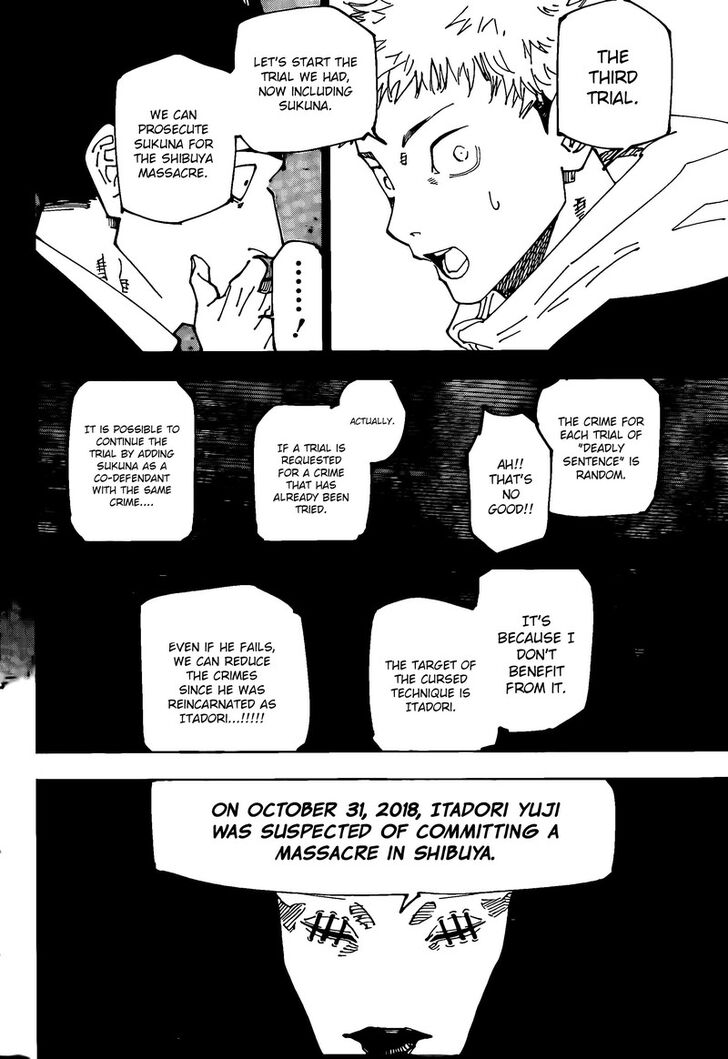 THE
THIRD
TRIAL.
LET'S START THE
TRIAL WE HAD,
NOW INCLUDING
SUKUNA.
WE CAN
PROSECUTE
SUKUNA FOR
THE SHIBUYA
MASSACRE.
......!
THE CRIME FOR
EACH TRIAL OF
"DEADLY
SENTENCE" IS
RANDOM.
AH!!
THAT'S
NO
GOOD!!
ACTUALLY.
IF A TRIAL IS
REQUESTED
FOR A CRIME
THAT HAS
ALREADY BEEN
TRIED.
IT IS POSSIBLE TO
CONTINUE THE
TRIAL BY ADDING
SUKUNA AS A
CO-DEFENDANT
WITH THE SAME
CRIME....
IT'S
BECAUSE I
DON'T
BENEFIT
FROM IT.
THE TARGET OF
THE CURSED
TECHNIQUE IS
ITADORI.
EVEN IF HE FAILS,
WE CAN REDUCE
THE CRIMES
SINCE HE WAS
REINCARNATED AS
ITADORI...!!!!!
ON OCTOBER 31, 2018, ITADORI YUJI
WAS SUSPECTED OF COMMITTING A
MASSACRE IN SHIBUYA.